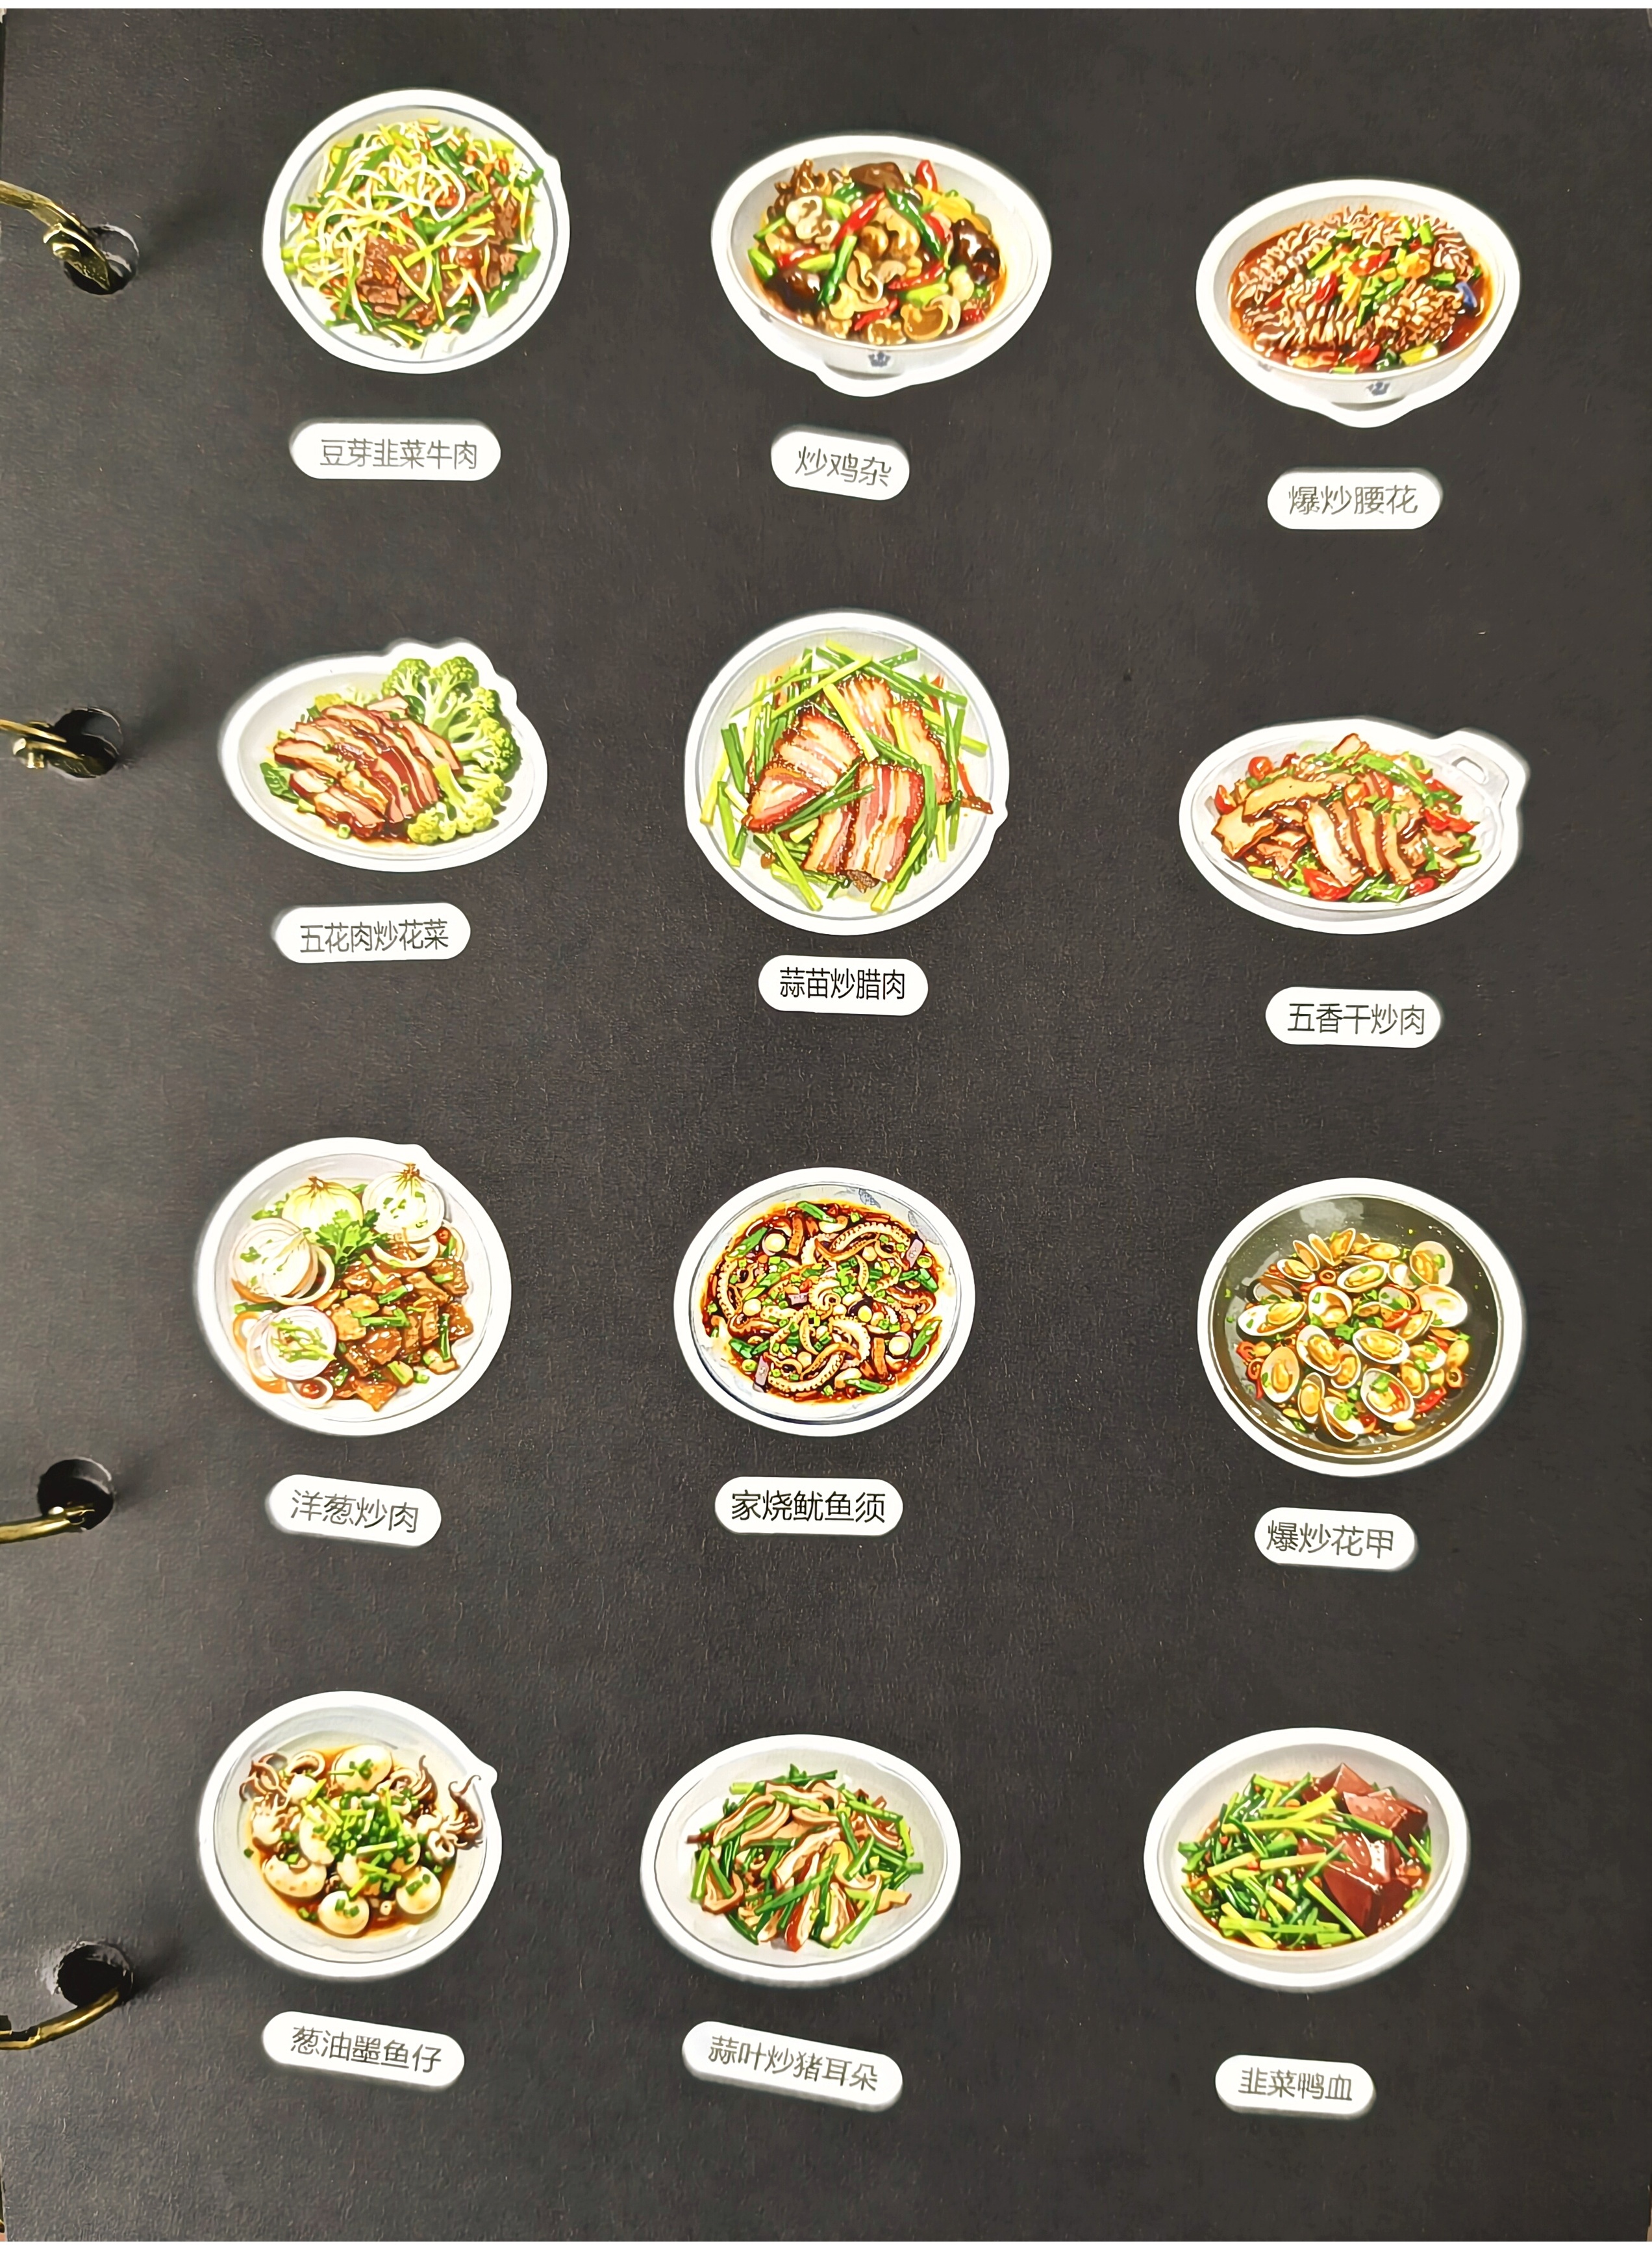 豆芽韭菜牛肉
炒鸡杂
爆炒腰花
五花肉炒花菜
蒜苗炒腊肉
五香干炒肉
洋葱炒肉
家烧鱿鱼须
爆炒花甲
葱油墨鱼仔
蒜叶炒猪耳朵
韭菜鸭血